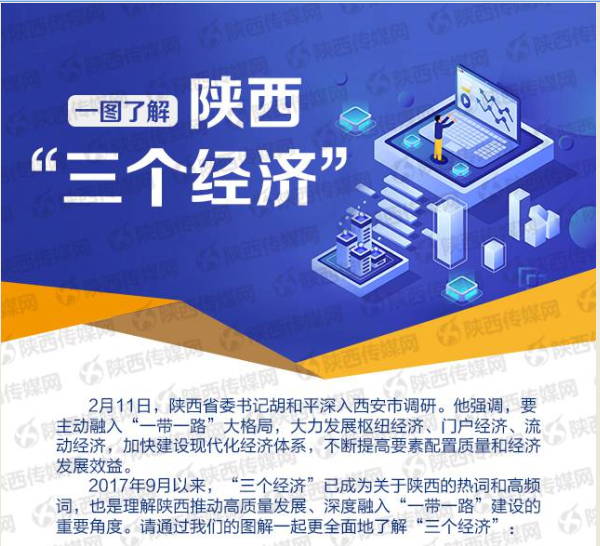 一图了解
陕西
“三个经济”
2月11日，陕西省委书记胡和平深入西安市调研。他强调，要
主动融入“一带一路”大格局，大力发展枢纽经济、门户经济、流
动经济，加快建设现代化经济体系，不断提高要素配置质量和经济
发展效益。
2017年9月以来，“三个经济”已成为关于陕西的热词和高频
词，也是理解陕西推动高质量发展、深度融入“一带一路”建设的
重要角度。请通过我们的图解一起更全面地了解“三个经济”：
陕西传媒网